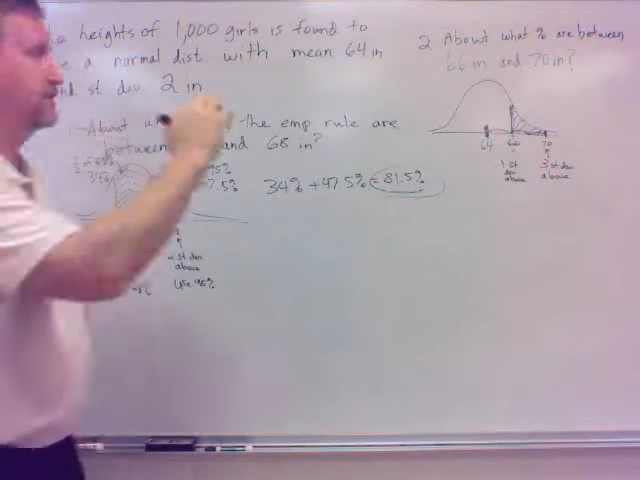 heights of 1,000 girls is found to
a normal dist. with mean 64 in
st dev. 2 in
1. About the emp rule are
between and 68 in?
34%
95%
7.5%
34% + 47.5% = 81.5%
st dev.
above
use 95%
2 About what % are between
66 in and 70 in?
64 66 70
1 st
dev
above
3 st dev
above